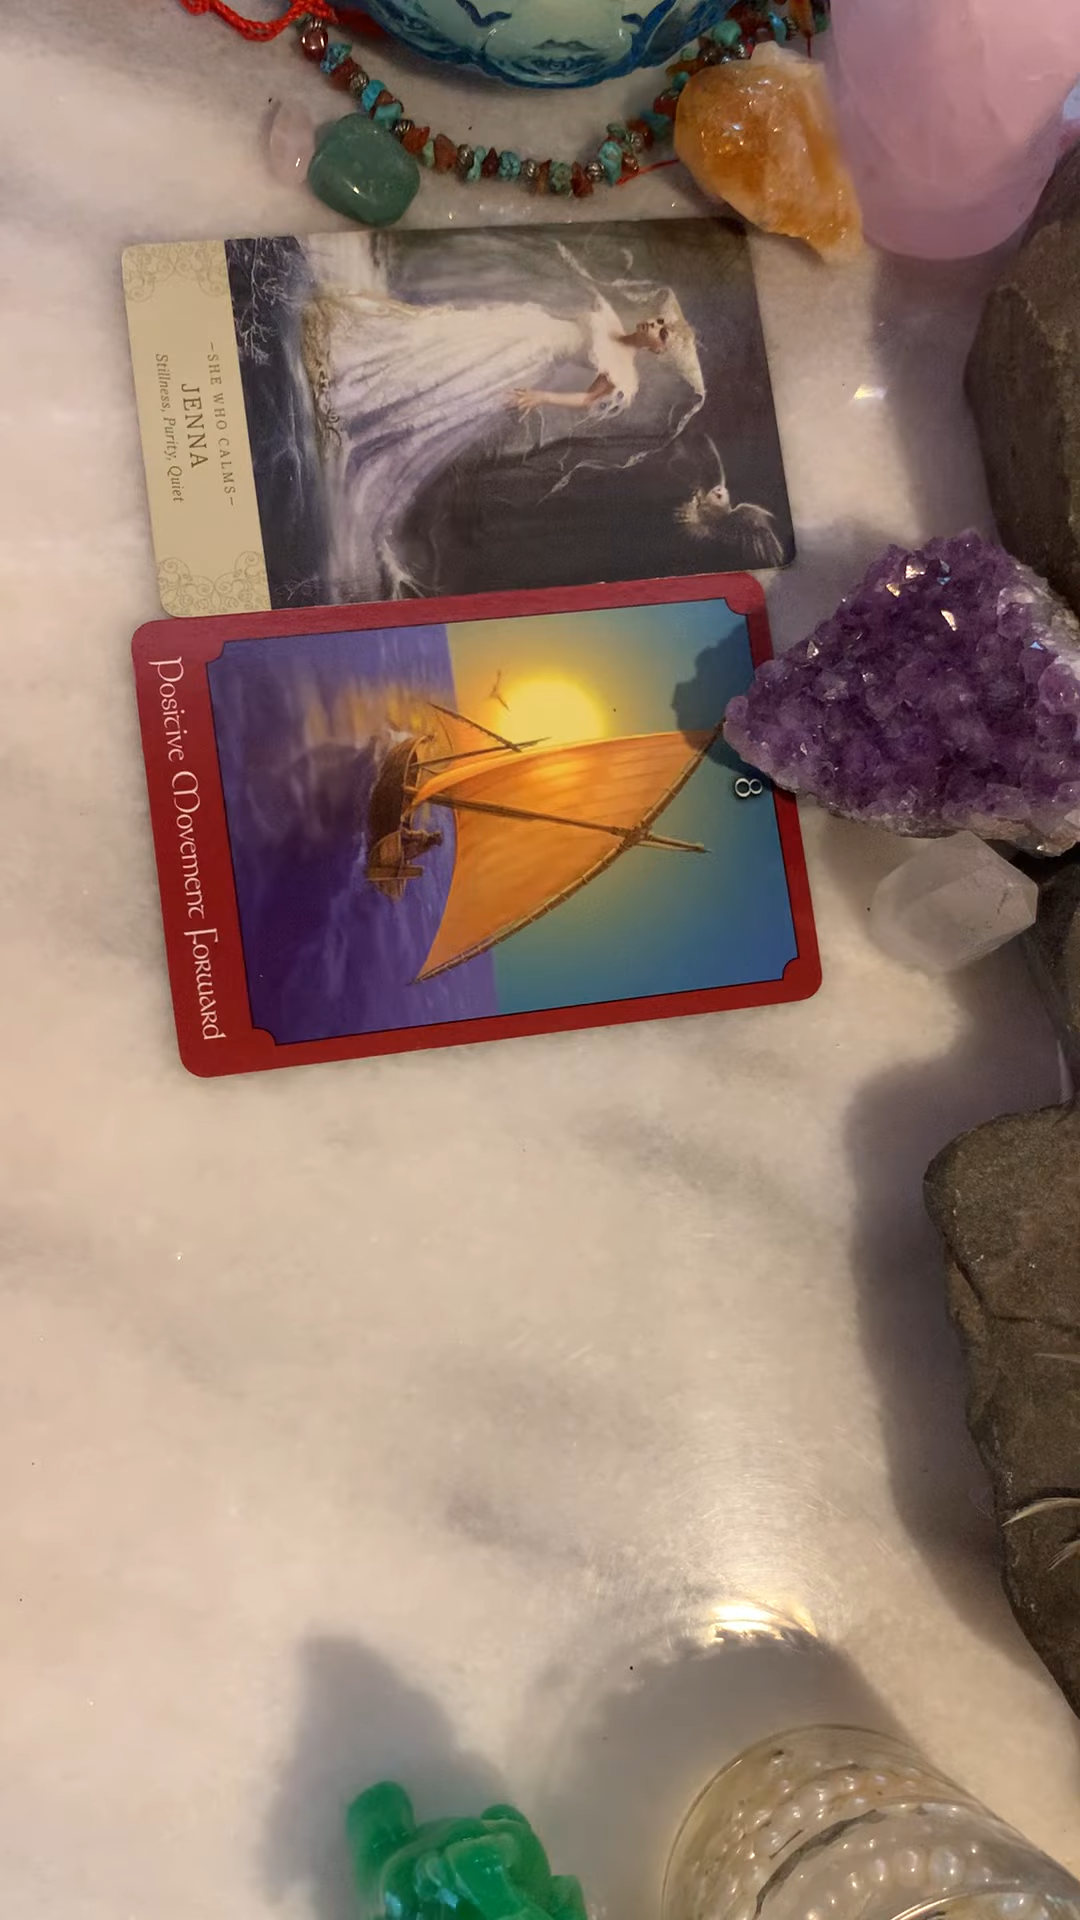 –SHE WHO CALMS–
JENNA
Stillness, Purity, Quiet
8
Positive Movement Forward